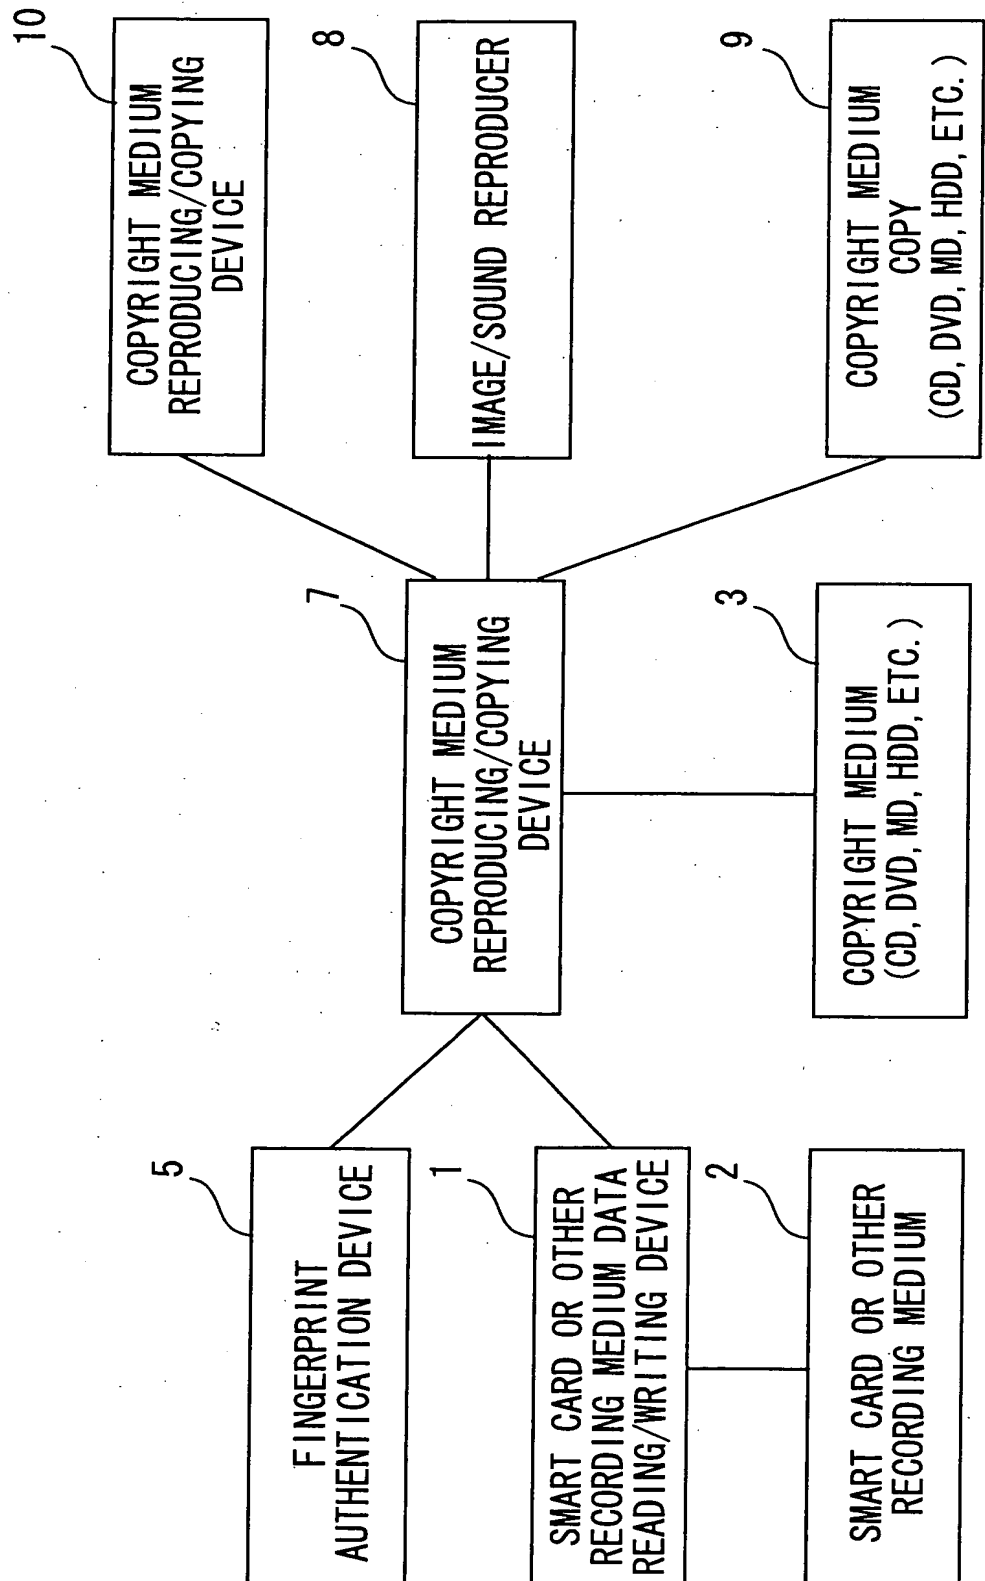 5
FINGERPRINT
AUTHENTICATION DEVICE
1
SMART CARD OR OTHER
RECORDING MEDIUM DATA
READING/WRITING DEVICE
2
SMART CARD OR OTHER
RECORDING MEDIUM
7
COPYRIGHT MEDIUM
REPRODUCING/COPYING
DEVICE
3
COPYRIGHT MEDIUM
(CD, DVD, MD, HDD, ETC.)
10
COPYRIGHT MEDIUM
REPRODUCING/COPYING
DEVICE
8
IMAGE/SOUND REPRODUCER
9
COPYRIGHT MEDIUM
COPY
(CD, DVD, MD, HDD, ETC.)